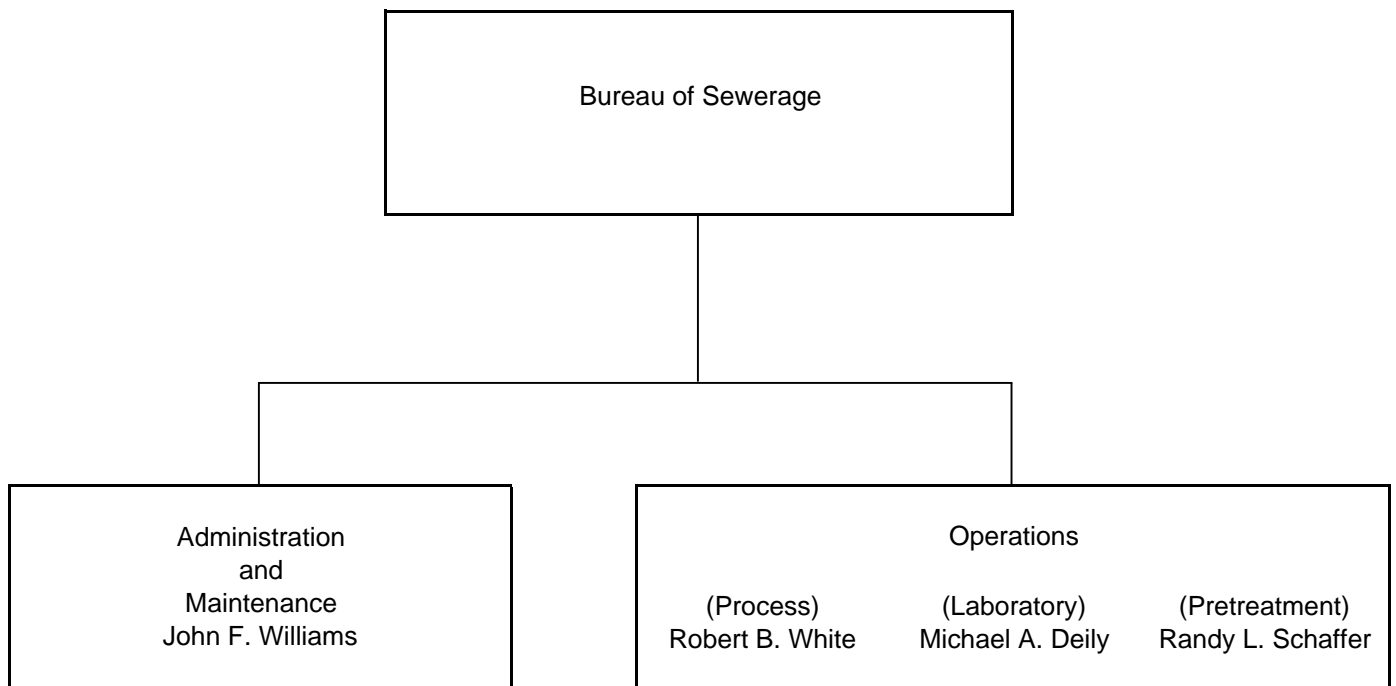 Bureau of Sewerage
Administration
and
Maintenance
John F. Williams
Operations
(Process) (Laboratory) (Pretreatment)
Robert B. White Michael A. Deily Randy L. Schaffer